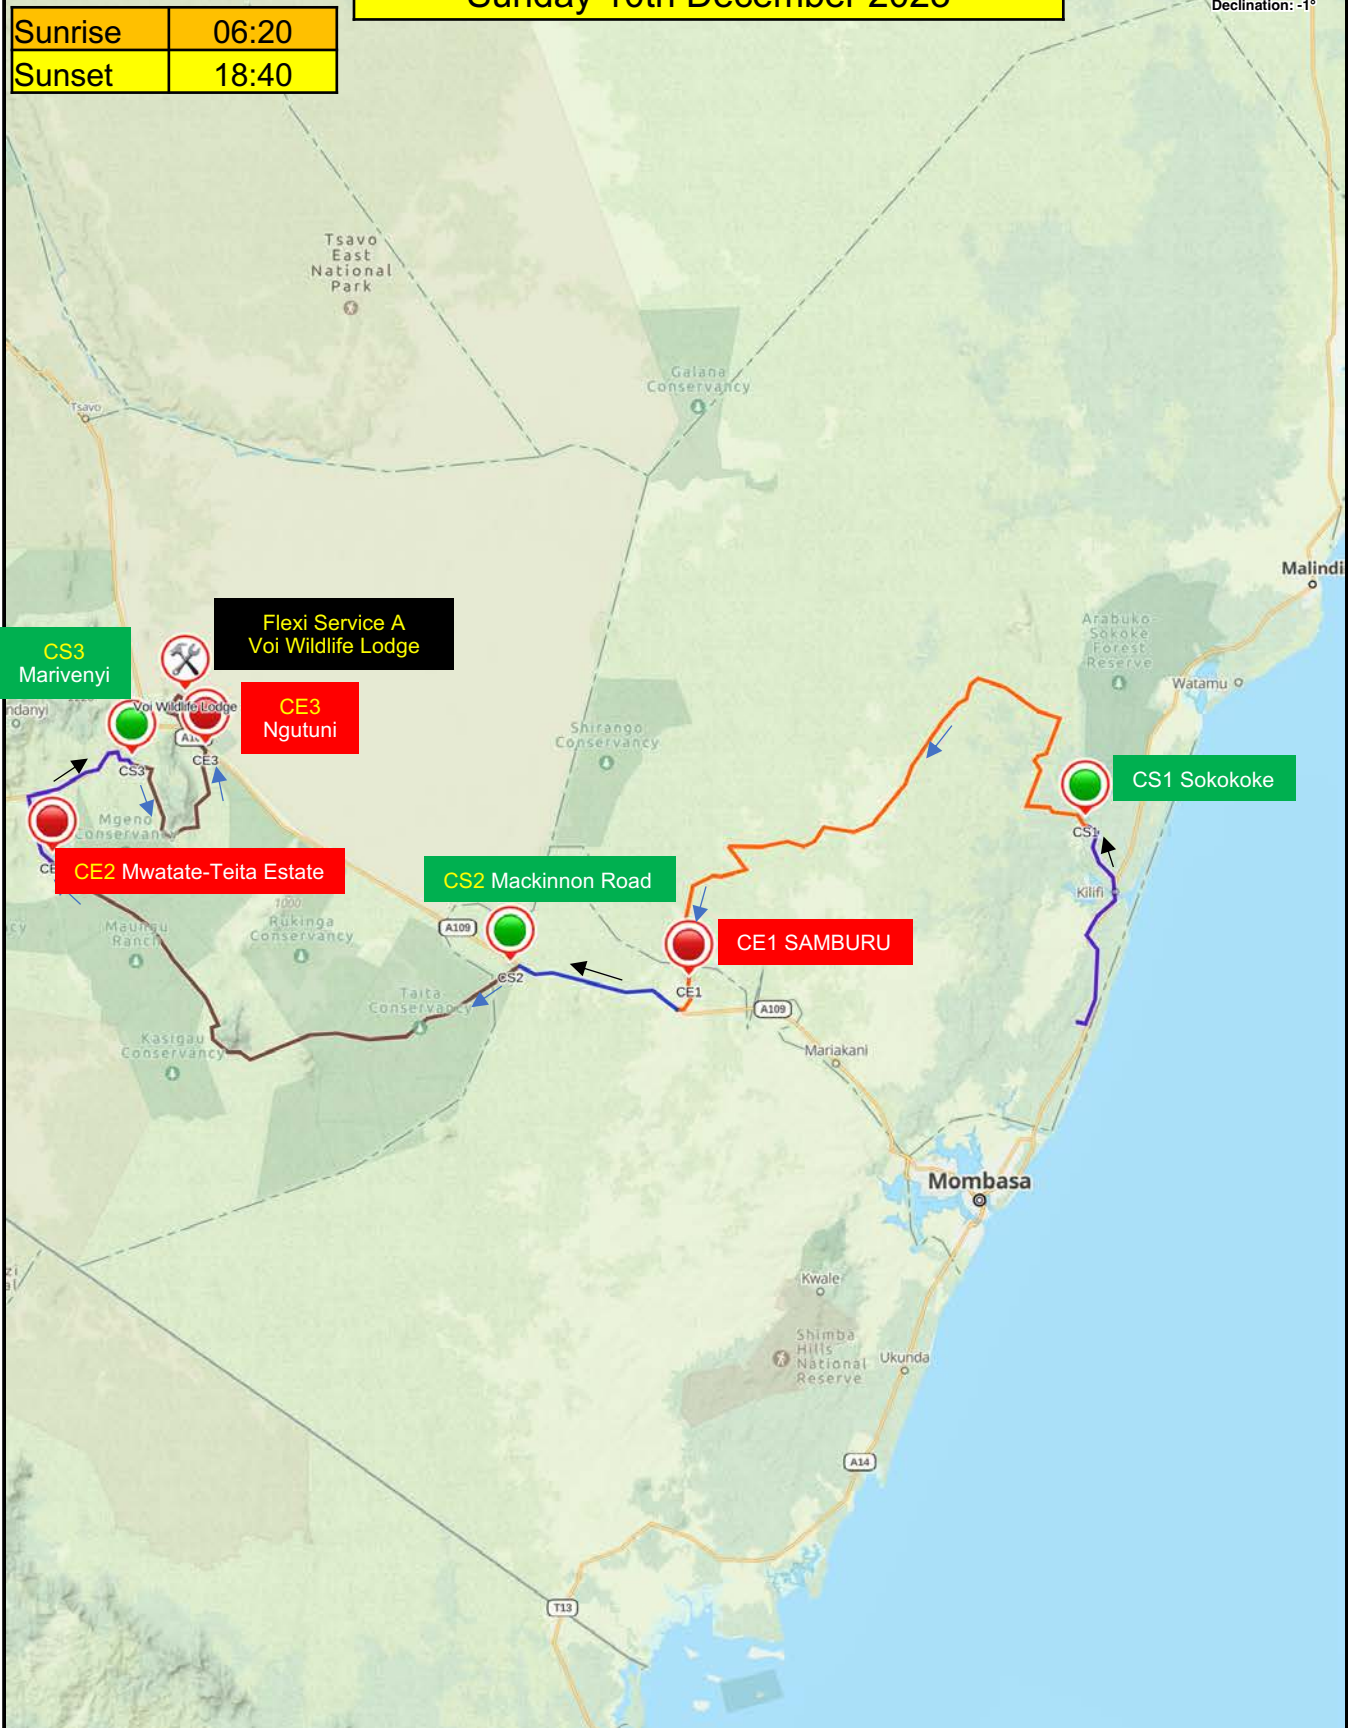 Declination: -1°
Sunrise 06:20
Sunset 18:40
Tsavo
East
National
Park
Tsavo
Galana
Conservancy
Malindi
Arabuko-
Sokoke
Forest
Reserve
Watamu
Flexi Service A
Voi Wildlife Lodge
CS3
Marivenyi
Voi Wildlife Lodge
CE3
Ngutuni
CE3
CS3
Shirango
Conservancy
CS1 Sokokoke
CS1
Kilifi
Mgeno
Conservancy
CE2 Mwatate-Teita Estate
CS2 Mackinnon Road
1000
Maungu
Ranch
Rukinga
Conservancy
A109
CS2
CE1 SAMBURU
CE1
A109
Taita
Conservancy
Kasigau
Conservancy
Mariakani
Mombasa
Kwale
Shimba
Hills
National
Reserve
Ukunda
A14
T13